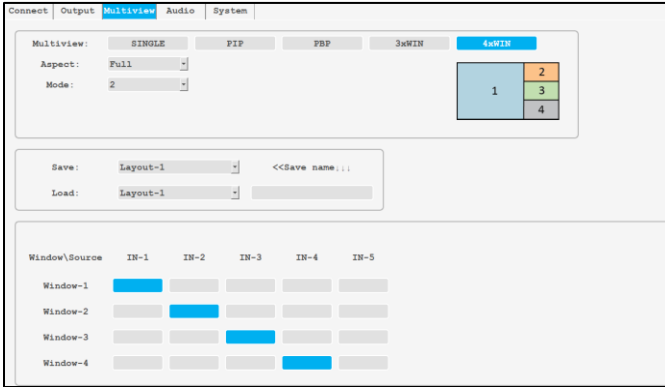 Connect Output Multiview Audio System
Multiview: SINGLE PIP PBP 3xWIN 4xWIN
Aspect: Full
Mode: 2
1 2
3
4
Save: Layout-1 <<Save name↓↓↓
Load: Layout-1
Window\Source IN-1 IN-2 IN-3 IN-4 IN-5
Window-1
Window-2
Window-3
Window-4